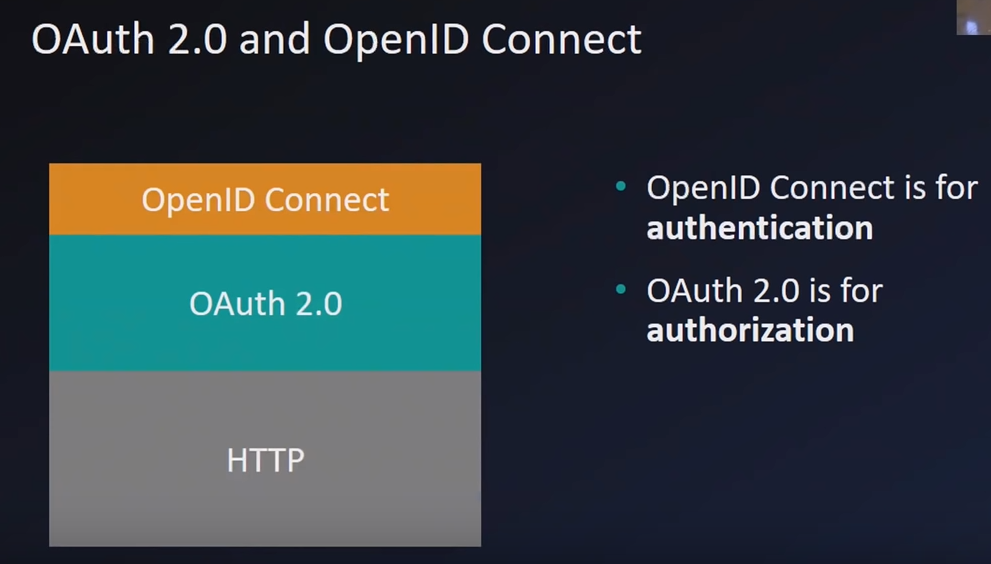 OAuth 2.0 and OpenID Connect
OpenID Connect
OAuth 2.0
HTTP
OpenID Connect is for
authentication
OAuth 2.0 is for
authorization